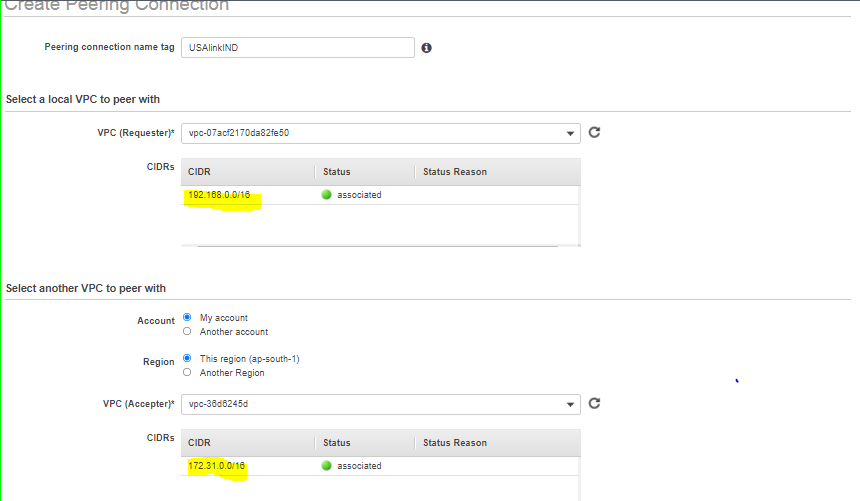 Create Peering Connection
Peering connection name tag USAlinkIND
Select a local VPC to peer with
VPC (Requester)* vpc-07acf2170da82fe50
CIDRs CIDR Status Status Reason
192.168.0.0/16 associated
Select another VPC to peer with
Account My account
Another account
Region This region (ap-south-1)
Another Region
VPC (Accepter)* vpc-36d6245d
CIDRs CIDR Status Status Reason
172.31.0.0/16 associated